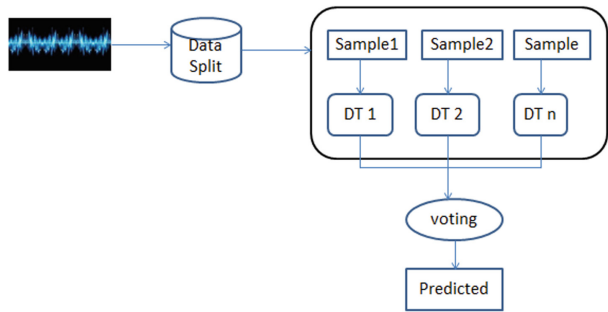 Data
Split
Sample1
Sample2
Sample
DT 1
DT 2
DT n
voting
Predicted